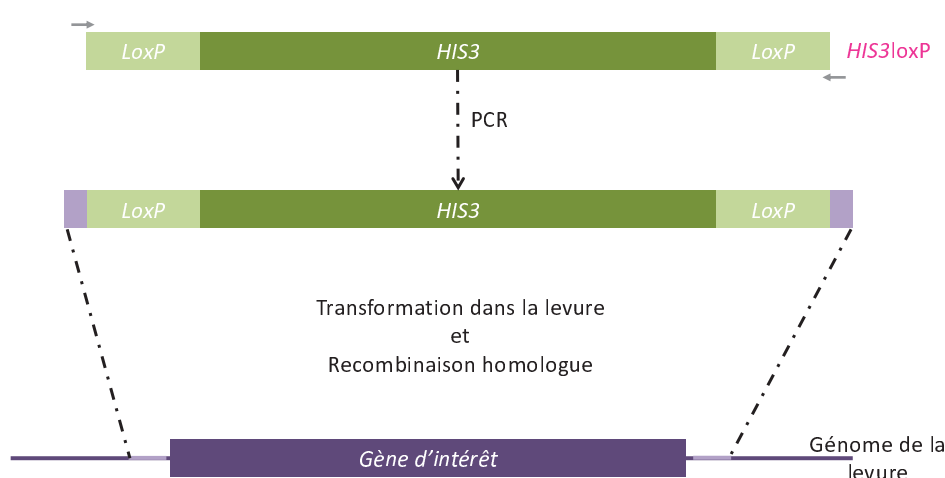 LoxP HIS3 LoxP HIS3loxP
PCR
LoxP HIS3 LoxP
Transformation dans la levure
et
Recombinaison homologue
Gène d'intérêt
Génome de la
levure